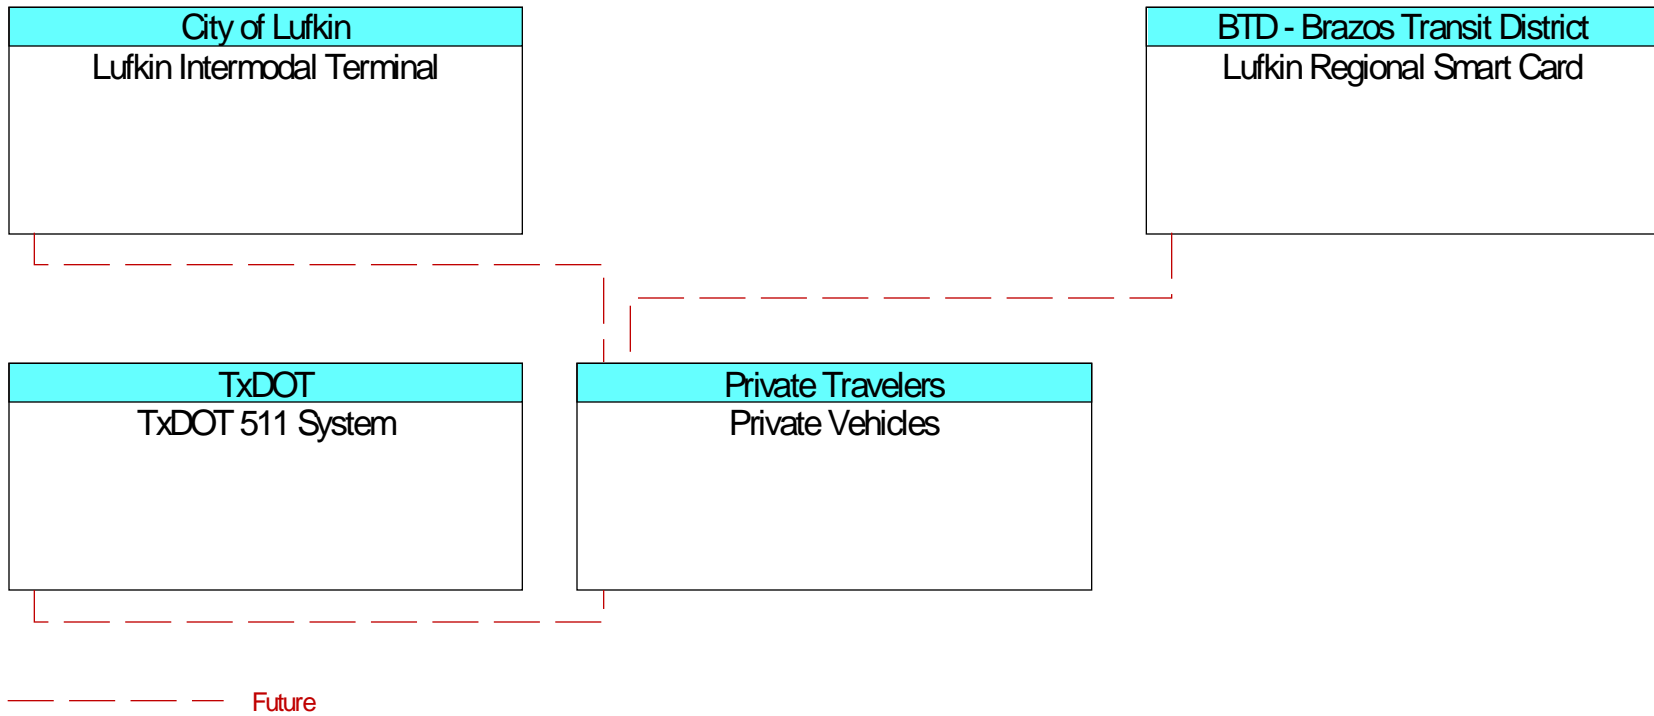 City of Lufkin
Lufkin Intermodal Terminal
BTD - Brazos Transit District
Lufkin Regional Smart Card
TxDOT
TxDOT 511 System
Private Travelers
Private Vehicles
Future